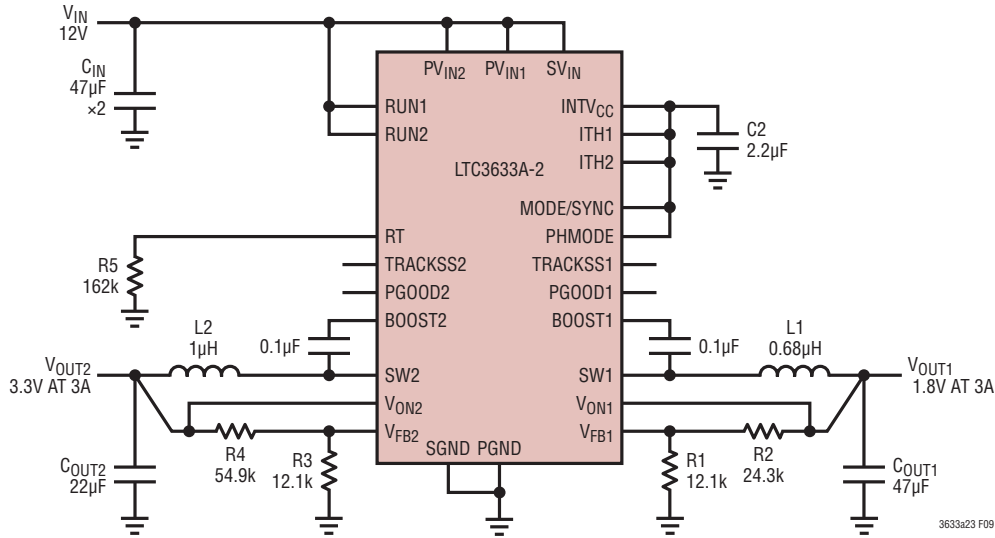 VIN
12V
CIN
47µF
×2
PVIN2
PVIN1
SVIN
RUN1
RUN2
RT
TRACKSS2
PGOOD2
BOOST2
SW2
VON2
VFB2
LTC3633A-2
INTVCC
ITH1
ITH2
MODE/SYNC
PHMODE
TRACKSS1
PGOOD1
BOOST1
SW1
VON1
VFB1
SGND PGND
C2
2.2µF
R5
162k
L2
1µH
0.1µF
VOUT2
3.3V AT 3A
R4
54.9k
R3
12.1k
COUT2
22µF
0.1µF
L1
0.68µH
VOUT1
1.8V AT 3A
R1
12.1k
R2
24.3k
COUT1
47µF
3633a23 F09